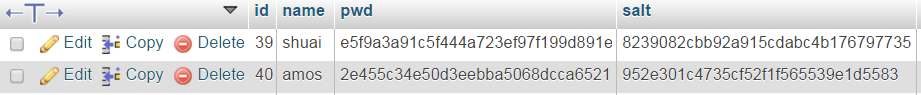 id name pwd salt
Edit Copy Delete 39 shuai e5f9a3a91c5f444a723ef97f199d891e 8239082cbb92a915cdabc4b176797735
Edit Copy Delete 40 amos 2e455c34e50d3eebba5068dcca6521 952e301c4735cf52f1f565539e1d5583